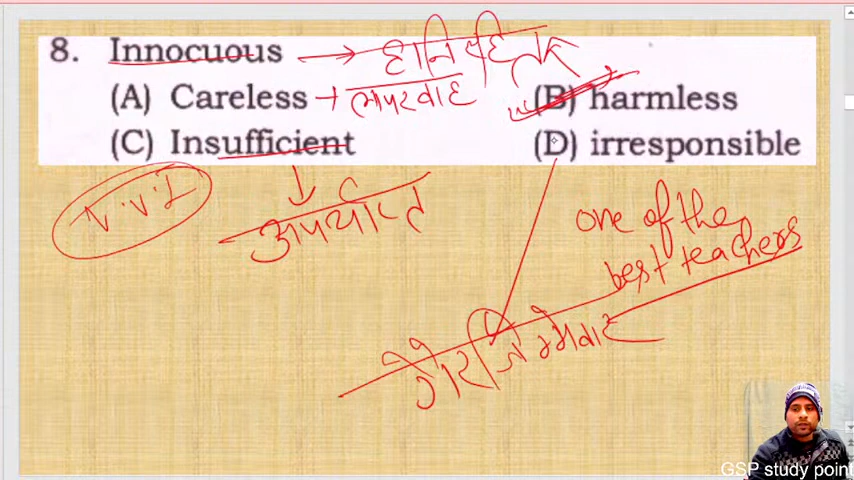 8. Innocuous → हानि रहित
(A) Careless → लापरवाह (B) harmless
(C) Insufficient (D) irresponsible
V.V.I
अपर्याप्त
one of the
best teachers
गैरजिम्मेवार
GSP study point